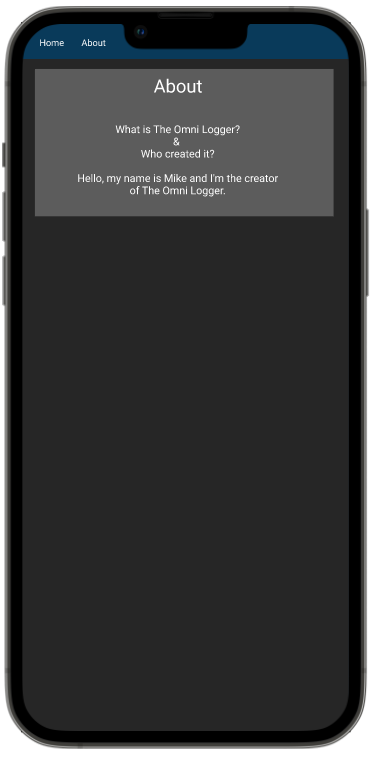 Home About
About
What is The Omni Logger?
&
Who created it?
Hello, my name is Mike and I'm the creator
of The Omni Logger.